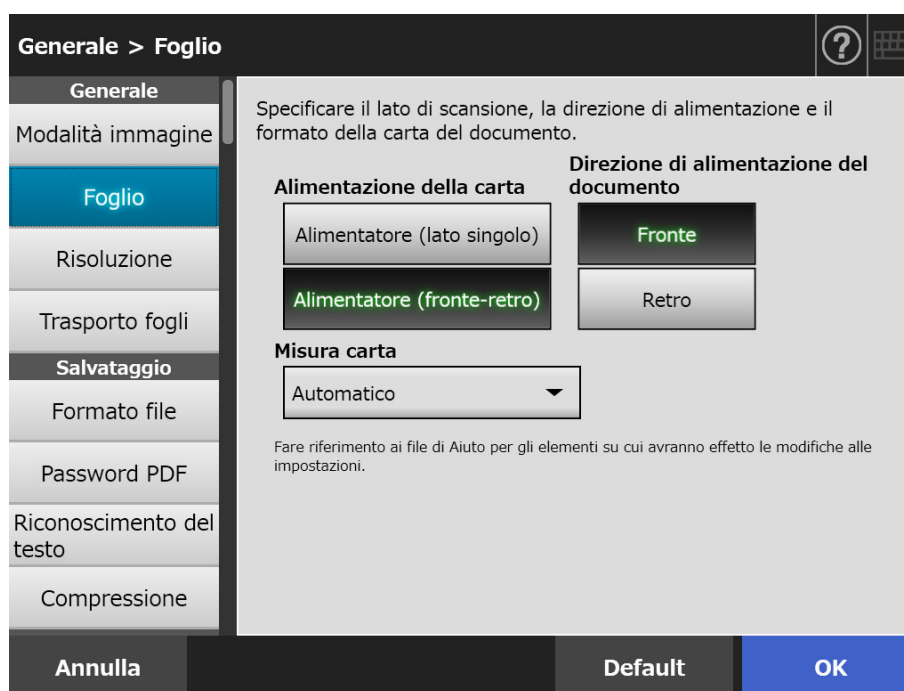 Generale > Foglio
?
Generale
Modalità immagine
Foglio
Risoluzione
Trasporto fogli
Salvataggio
Formato file
Password PDF
Riconoscimento del
testo
Compressione
Specificare il lato di scansione, la direzione di alimentazione e il
formato della carta del documento.
Alimentazione della carta
Alimentatore (lato singolo)
Alimentatore (fronte-retro)
Direzione di alimentazione del
documento
Fronte
Retro
Misura carta
Automatico
Fare riferimento ai file di Aiuto per gli elementi su cui avranno effetto le modifiche alle
impostazioni.
Annulla
Default
OK